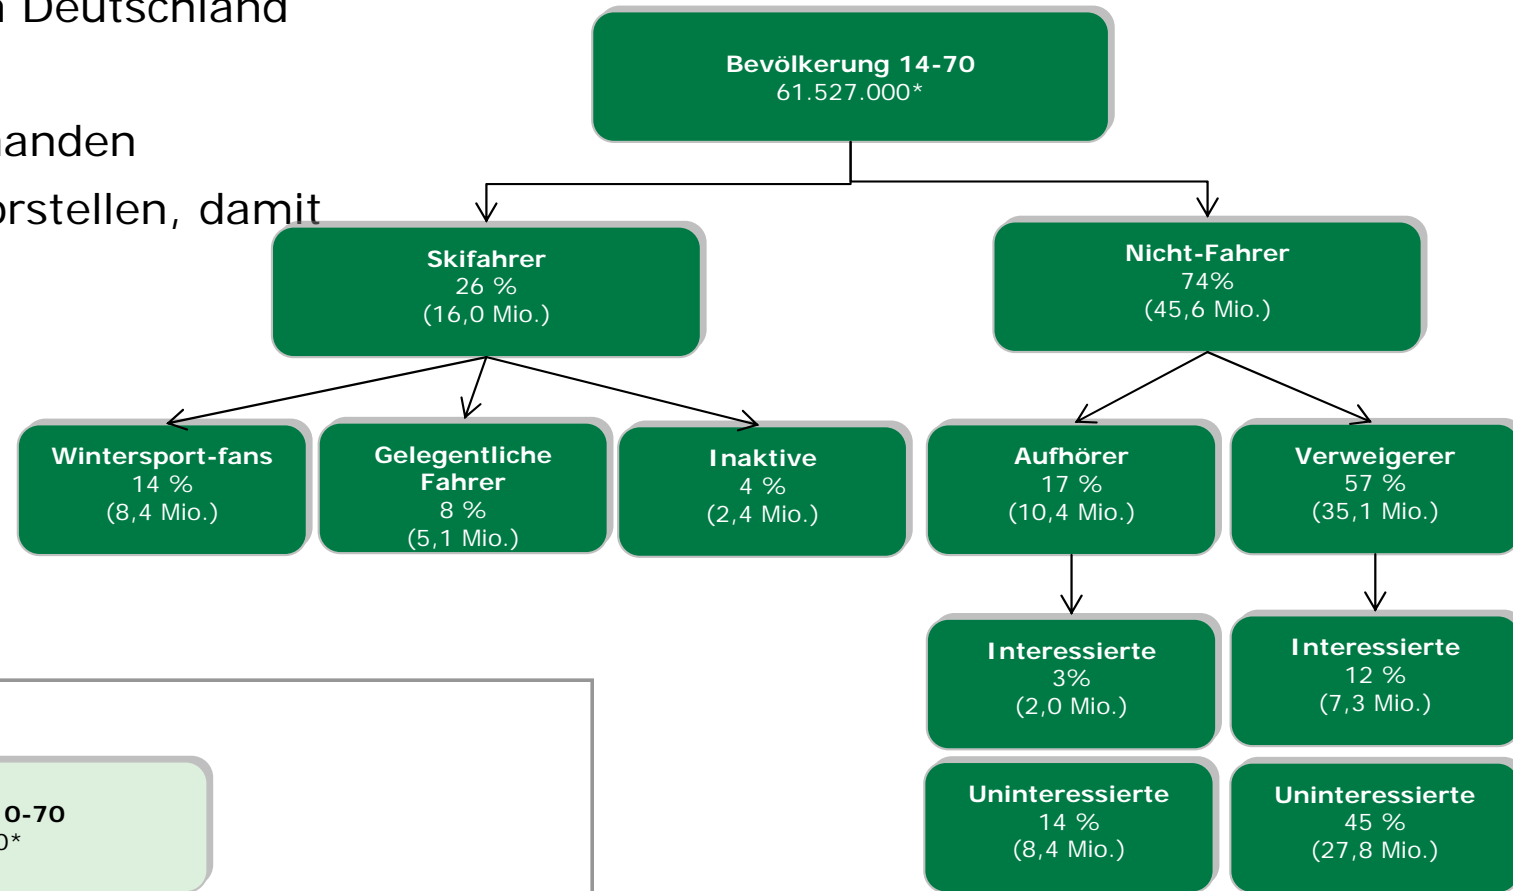 Deutschland
orstellen, damit
Bevölkerung 14-70
61.527.000*
Skifahrer
26 %
(16,0 Mio.)
Nicht-Fahrer
74%
(45,6 Mio.)
Wintersport-fans
14 %
(8,4 Mio.)
Gelegentliche
Fahrer
8 %
(5,1 Mio.)
Inaktive
4 %
(2,4 Mio.)
Aufhörer
17 %
(10,4 Mio.)
Verweigerer
57 %
(35,1 Mio.)
Interessierte
3%
(2,0 Mio.)
Interessierte
12 %
(7,3 Mio.)
Uninteressierte
14 %
(8,4 Mio.)
Uninteressierte
45 %
(27,8 Mio.)
0-70
0*